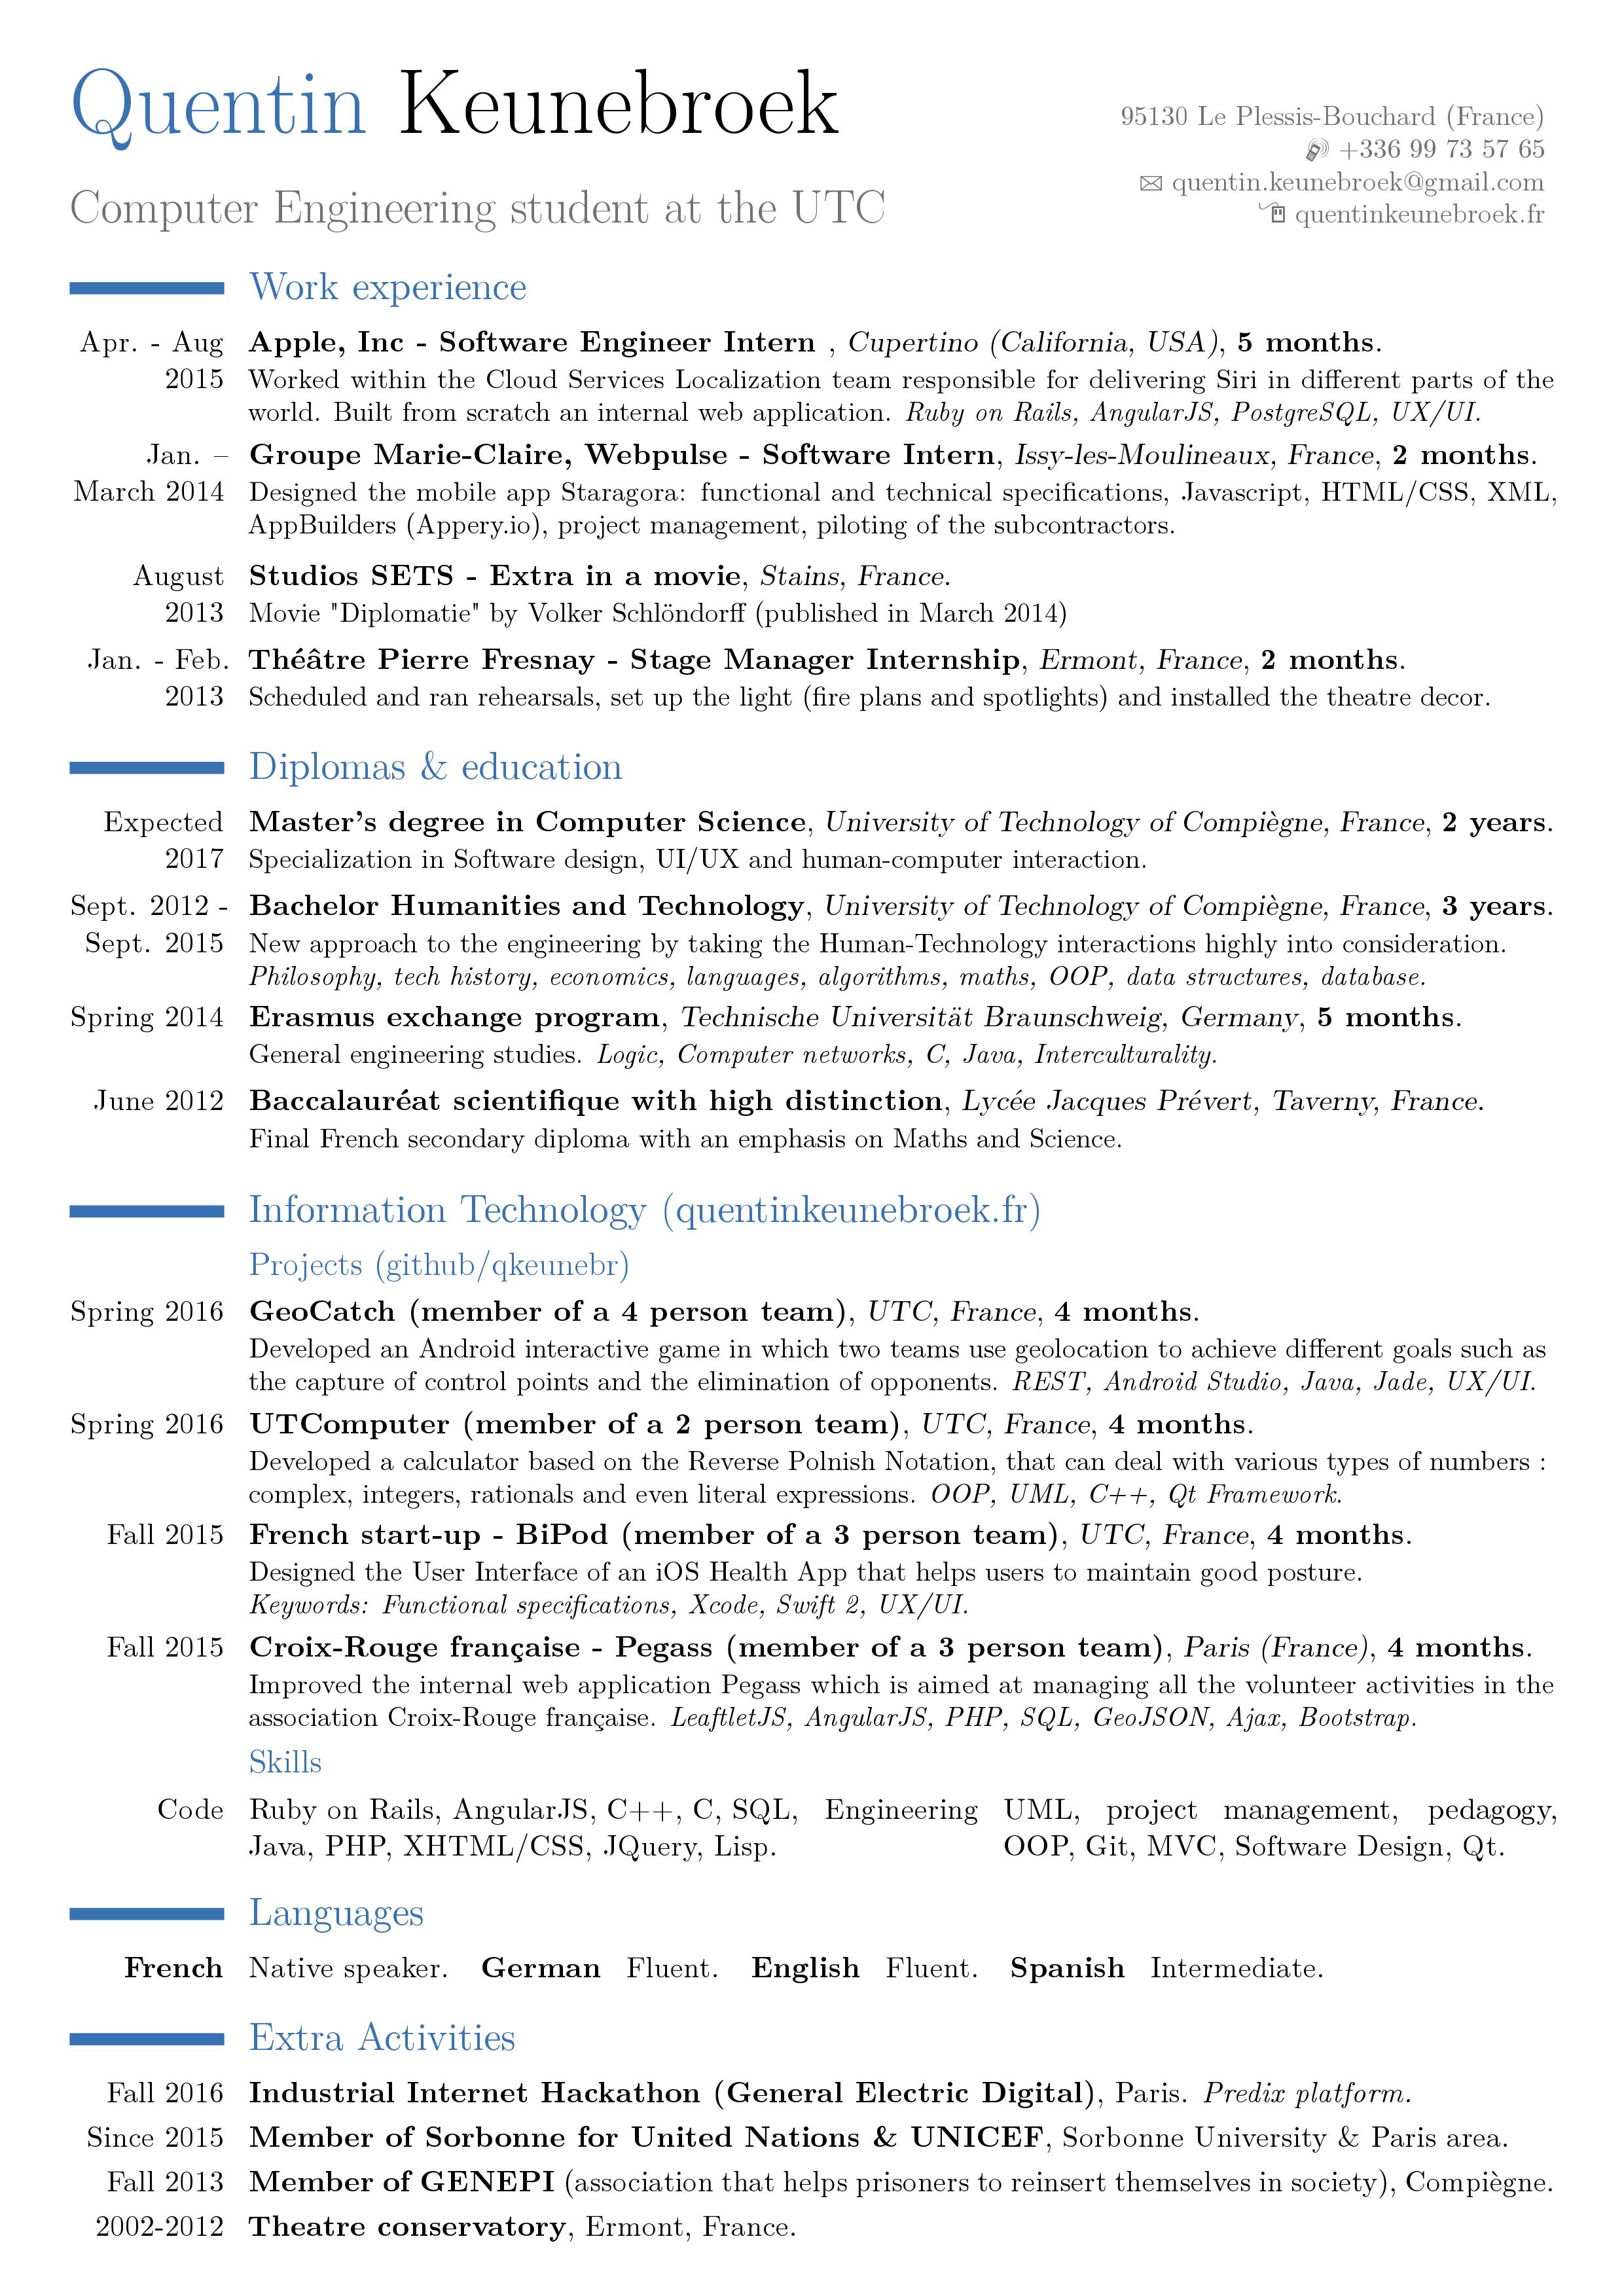 Quentin Keunebroek
Computer Engineering student at the UTC
95130 Le Plessis-Bouchard (France)
+336 99 73 57 65
quentin.keunebroek@gmail.com
quentinkeunebroek.fr
Work experience
Apr. - Aug 2015 Apple, Inc - Software Engineer Intern , Cupertino (California, USA), 5 months.
Worked within the Cloud Services Localization team responsible for delivering Siri in different parts of the
world. Built from scratch an internal web application. Ruby on Rails, AngularJS, PostgreSQL, UX/UI.
Jan. – March 2014 Groupe Marie-Claire, Webpulse - Software Intern, Issy-les-Moulineaux, France, 2 months.
Designed the mobile app Staragora: functional and technical specifications, Javascript, HTML/CSS, XML,
AppBuilders (Appery.io), project management, piloting of the subcontractors.
August 2013 Studios SETS - Extra in a movie, Stains, France.
Movie "Diplomatie" by Volker Schlöndorff (published in March 2014)
Jan. - Feb. 2013 Théâtre Pierre Fresnay - Stage Manager Internship, Ermont, France, 2 months.
Scheduled and ran rehearsals, set up the light (fire plans and spotlights) and installed the theatre decor.
Diplomas & education
Expected 2017 Master's degree in Computer Science, University of Technology of Compiègne, France, 2 years.
Specialization in Software design, UI/UX and human-computer interaction.
Sept. 2012 - Sept. 2015 Bachelor Humanities and Technology, University of Technology of Compiègne, France, 3 years.
New approach to the engineering by taking the Human-Technology interactions highly into consideration.
Philosophy, tech history, economics, languages, algorithms, maths, OOP, data structures, database.
Spring 2014 Erasmus exchange program, Technische Universität Braunschweig, Germany, 5 months.
General engineering studies. Logic, Computer networks, C, Java, Interculturality.
June 2012 Baccalauréat scientifique with high distinction, Lycée Jacques Prévert, Taverny, France.
Final French secondary diploma with an emphasis on Maths and Science.
Information Technology (quentinkeunebroek.fr)
Projects (github/qkeunebr)
Spring 2016 GeoCatch (member of a 4 person team), UTC, France, 4 months.
Developed an Android interactive game in which two teams use geolocation to achieve different goals such as
the capture of control points and the elimination of opponents. REST, Android Studio, Java, Jade, UX/UI.
Spring 2016 UTComputer (member of a 2 person team), UTC, France, 4 months.
Developed a calculator based on the Reverse Polnish Notation, that can deal with various types of numbers :
complex, integers, rationals and even literal expressions. OOP, UML, C++, Qt Framework.
Fall 2015 French start-up - BiPod (member of a 3 person team), UTC, France, 4 months.
Designed the User Interface of an iOS Health App that helps users to maintain good posture.
Keywords: Functional specifications, Xcode, Swift 2, UX/UI.
Fall 2015 Croix-Rouge française - Pegass (member of a 3 person team), Paris (France), 4 months.
Improved the internal web application Pegass which is aimed at managing all the volunteer activities in the
association Croix-Rouge française. LeaftletJS, AngularJS, PHP, SQL, GeoJSON, Ajax, Bootstrap.
Skills
Code Ruby on Rails, AngularJS, C++, C, SQL,
Java, PHP, XHTML/CSS, JQuery, Lisp.
Engineering UML, project management, pedagogy,
OOP, Git, MVC, Software Design, Qt.
Languages
French Native speaker. German Fluent. English Fluent. Spanish Intermediate.
Extra Activities
Fall 2016 Industrial Internet Hackathon (General Electric Digital), Paris. Predix platform.
Since 2015 Member of Sorbonne for United Nations & UNICEF, Sorbonne University & Paris area.
Fall 2013 Member of GENEPI (association that helps prisoners to reinsert themselves in society), Compiègne.
2002-2012 Theatre conservatory, Ermont, France.